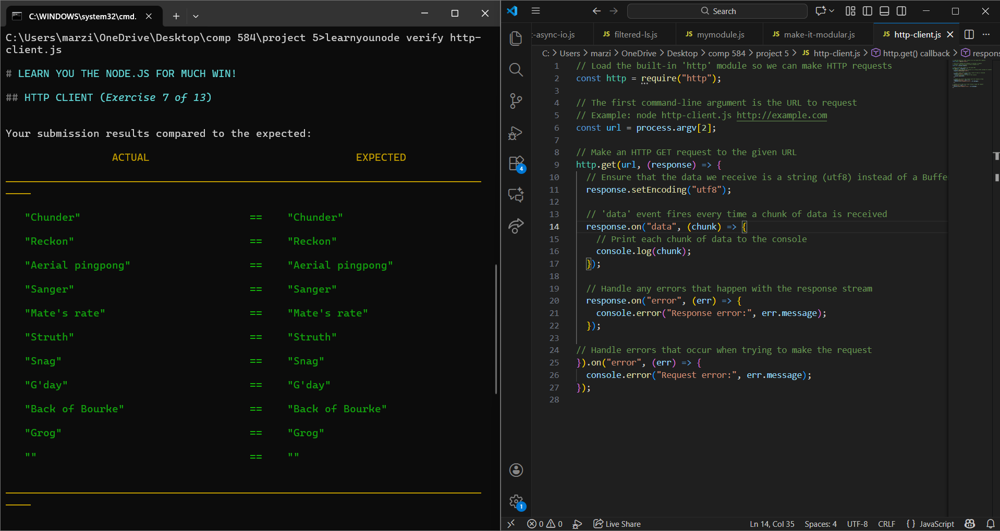 C:\WINDOWS\system32\cmd.
C:\Users\marzi\OneDrive\Desktop\comp 584\project 5>learnyounode verify http-
client.js
# LEARN YOU THE NODE.JS FOR MUCH WIN!
## HTTP CLIENT (Exercise 7 of 13)
Your submission results compared to the expected:
ACTUAL EXPECTED
"Chunder" == "Chunder"
"Reckon" == "Reckon"
"Aerial pingpong" == "Aerial pingpong"
"Sanger" == "Sanger"
"Mate's rate" == "Mate's rate"
"Struth" == "Struth"
"Snag" == "Snag"
"G'day" == "G'day"
"Back of Bourke" == "Back of Bourke"
"Grog" == "Grog"
"" == ""
Search
t-async-io.js JS filtered-ls.js JS mymodule.js JS make-it-modular.js JS http-client.js
C: > Users > marzi > OneDrive > Desktop > comp 584 > project 5 > JS http-client.js > http.get() callback > respons
1 // Load the built-in 'http' module so we can make HTTP requests
2 const http = require("http");
3
4 // The first command-line argument is the URL to request
5 // Example: node http-client.js http://example.com
6 const url = process.argv[2];
7
8 // Make an HTTP GET request to the given URL
9 http.get(url, (response) => {
10 // Ensure that the data we receive is a string (utf8) instead of a Buffe
11 response.setEncoding("utf8");
12
13 // 'data' event fires every time a chunk of data is received
14 response.on("data", (chunk) => {
15 // Print each chunk of data to the console
16 console.log(chunk);
17 });
18
19 // Handle any errors that happen with the response stream
20 response.on("error", (err) => {
21 console.error("Response error:", err.message);
22 });
23
24 // Handle errors that occur when trying to make the request
25 }).on("error", (err) => {
26 console.error("Request error:", err.message);
27 });
28
4
1
0 0 Live Share Ln 14, Col 35 Spaces: 4 UTF-8 CRLF {} JavaScript